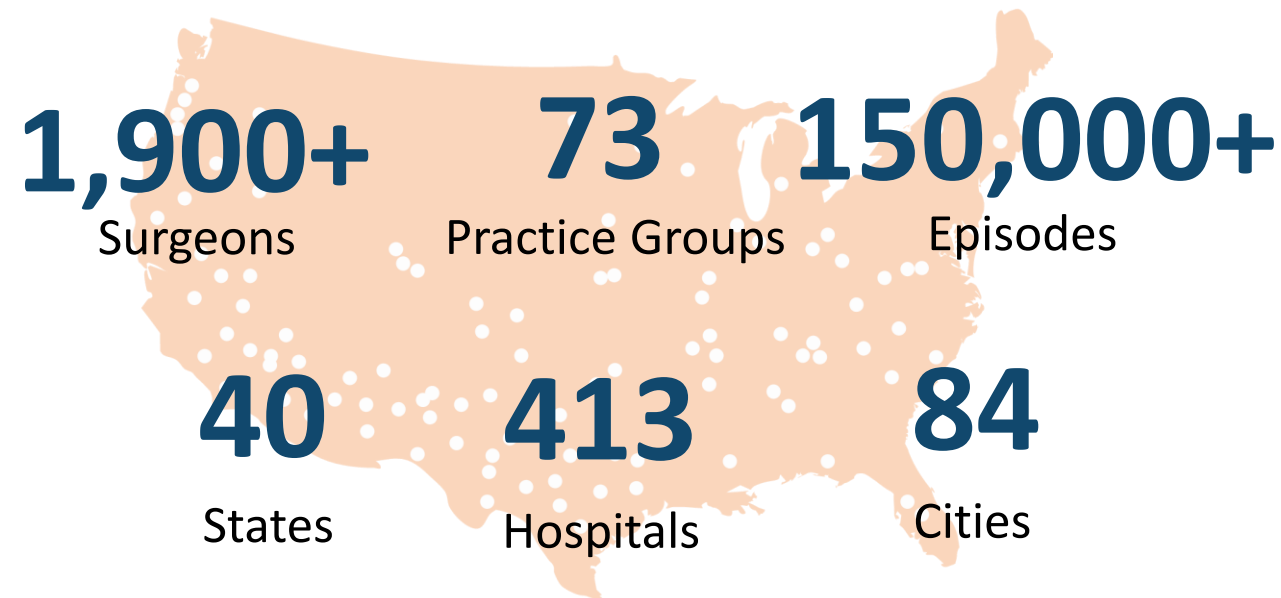 1,900+
Surgeons
73
Practice Groups
150,000+
Episodes
40
States
413
Hospitals
84
Cities